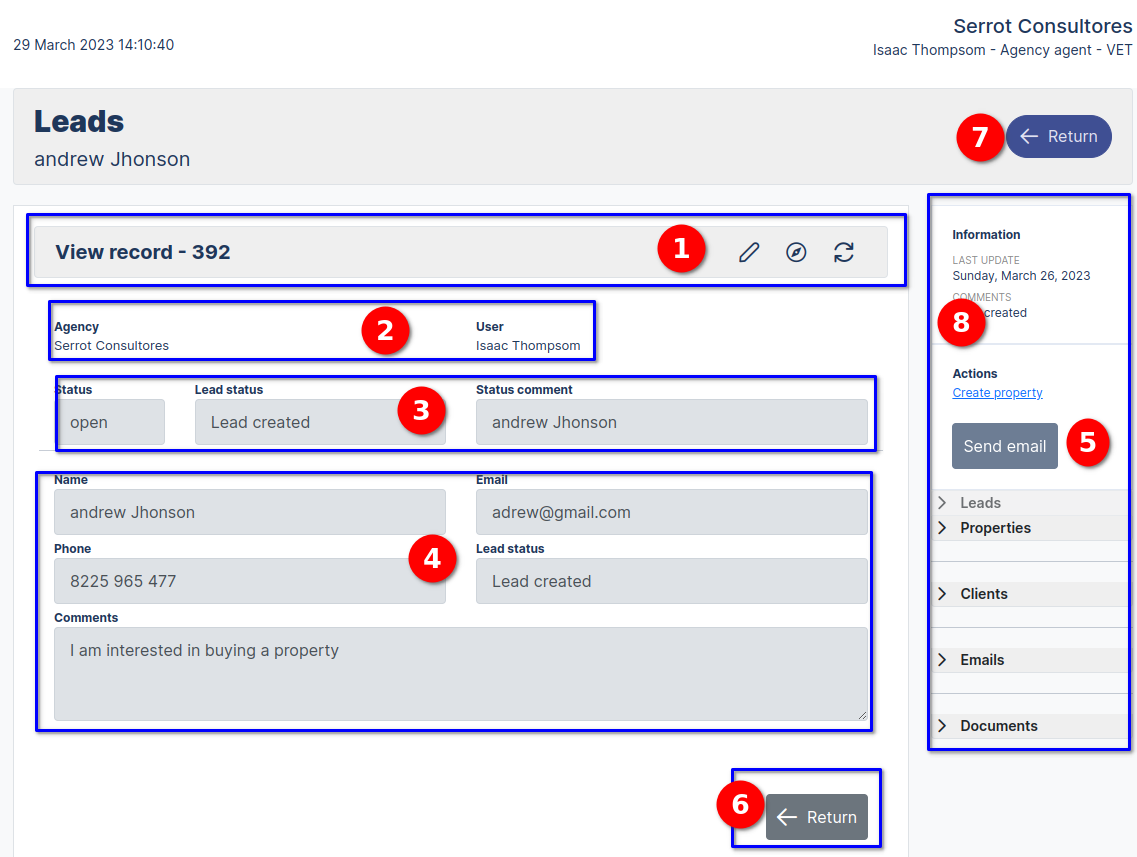 Serrot Consultores
29 March 2023 14:10:40
Isaac Thompsom - Agency agent - VET
Leads
andrew Jhonson
7
Return
View record - 392
1
Agency
Serrot Consultores
2
User
Isaac Thompsom
Status
open
Lead status
Lead created
3
Status comment
andrew Jhonson
Name
andrew Jhonson
Email
adrew@gmail.com
Phone
8225 965 477
4
Lead status
Lead created
Comments
I am interested in buying a property
6
Return
Information
LAST UPDATE
Sunday, March 26, 2023
COMMENTS
8
created
Actions
Create property
Send email
5
Leads
Properties
Clients
Emails
Documents